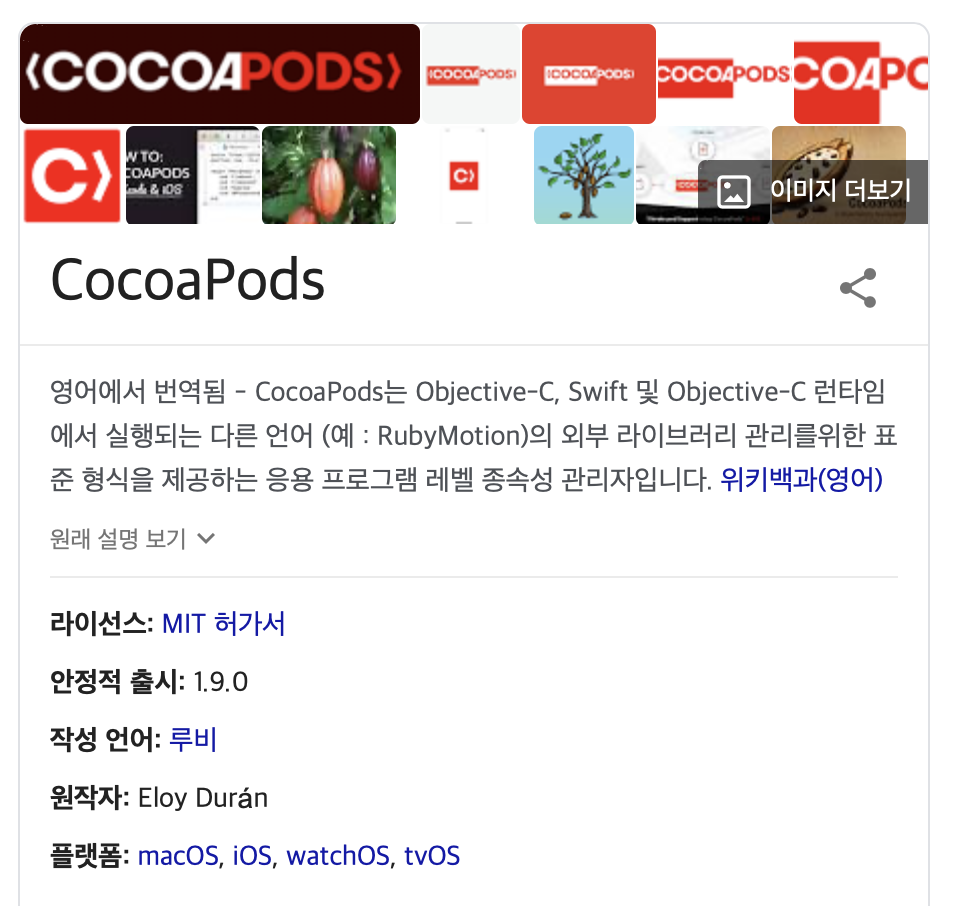 ⟨COCOAPODS⟩
COCOAPODS
COCOAPODS
COCOAPODS
COAPO
C⟩
W TO:
COAPODS
C⟩
이미지 더보기
CocoaPods
영어에서 번역됨 - CocoaPods는 Objective-C, Swift 및 Objective-C 런타임
에서 실행되는 다른 언어 (예 : RubyMotion)의 외부 라이브러리 관리를위한 표
준 형식을 제공하는 응용 프로그램 레벨 종속성 관리자입니다. 위키백과(영어)
원래 설명 보기
라이선스: MIT 허가서
안정적 출시: 1.9.0
작성 언어: 루비
원작자: Eloy Durán
플랫폼: macOS, iOS, watchOS, tvOS